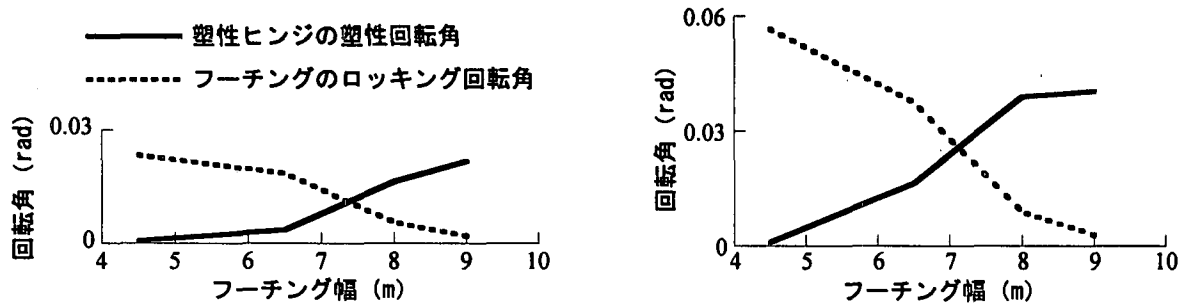 塑性ヒンジの塑性回転角
フーチングのロッキング回転角
0.03
0
回転角 (rad)
4 5 6 7 8 9 10
フーチング幅 (m)
0.06
0.03
0
回転角 (rad)
4 5 6 7 8 9 10
フーチング幅 (m)